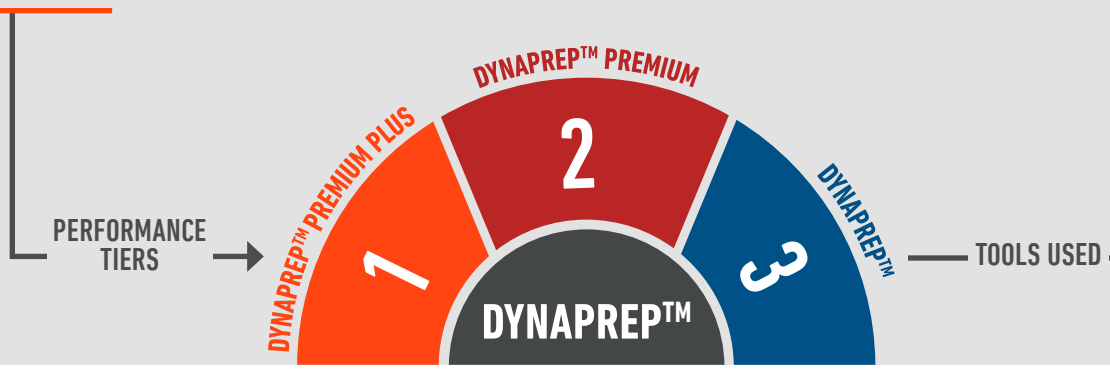 PERFORMANCE
TIERS
DYNAPREP™ PREMIUM PLUS
1
DYNAPREP™ PREMIUM
2
DYNAPREP™
3
DYNAPREP™
TOOLS USED